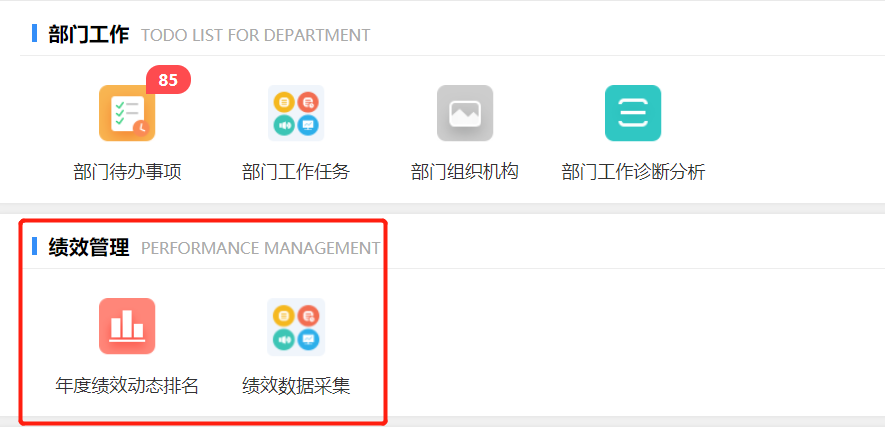 部门工作 TODO LIST FOR DEPARTMENT
85
部门待办事项 部门工作任务 部门组织机构 部门工作诊断分析
绩效管理 PERFORMANCE MANAGEMENT
年度绩效动态排名 绩效数据采集